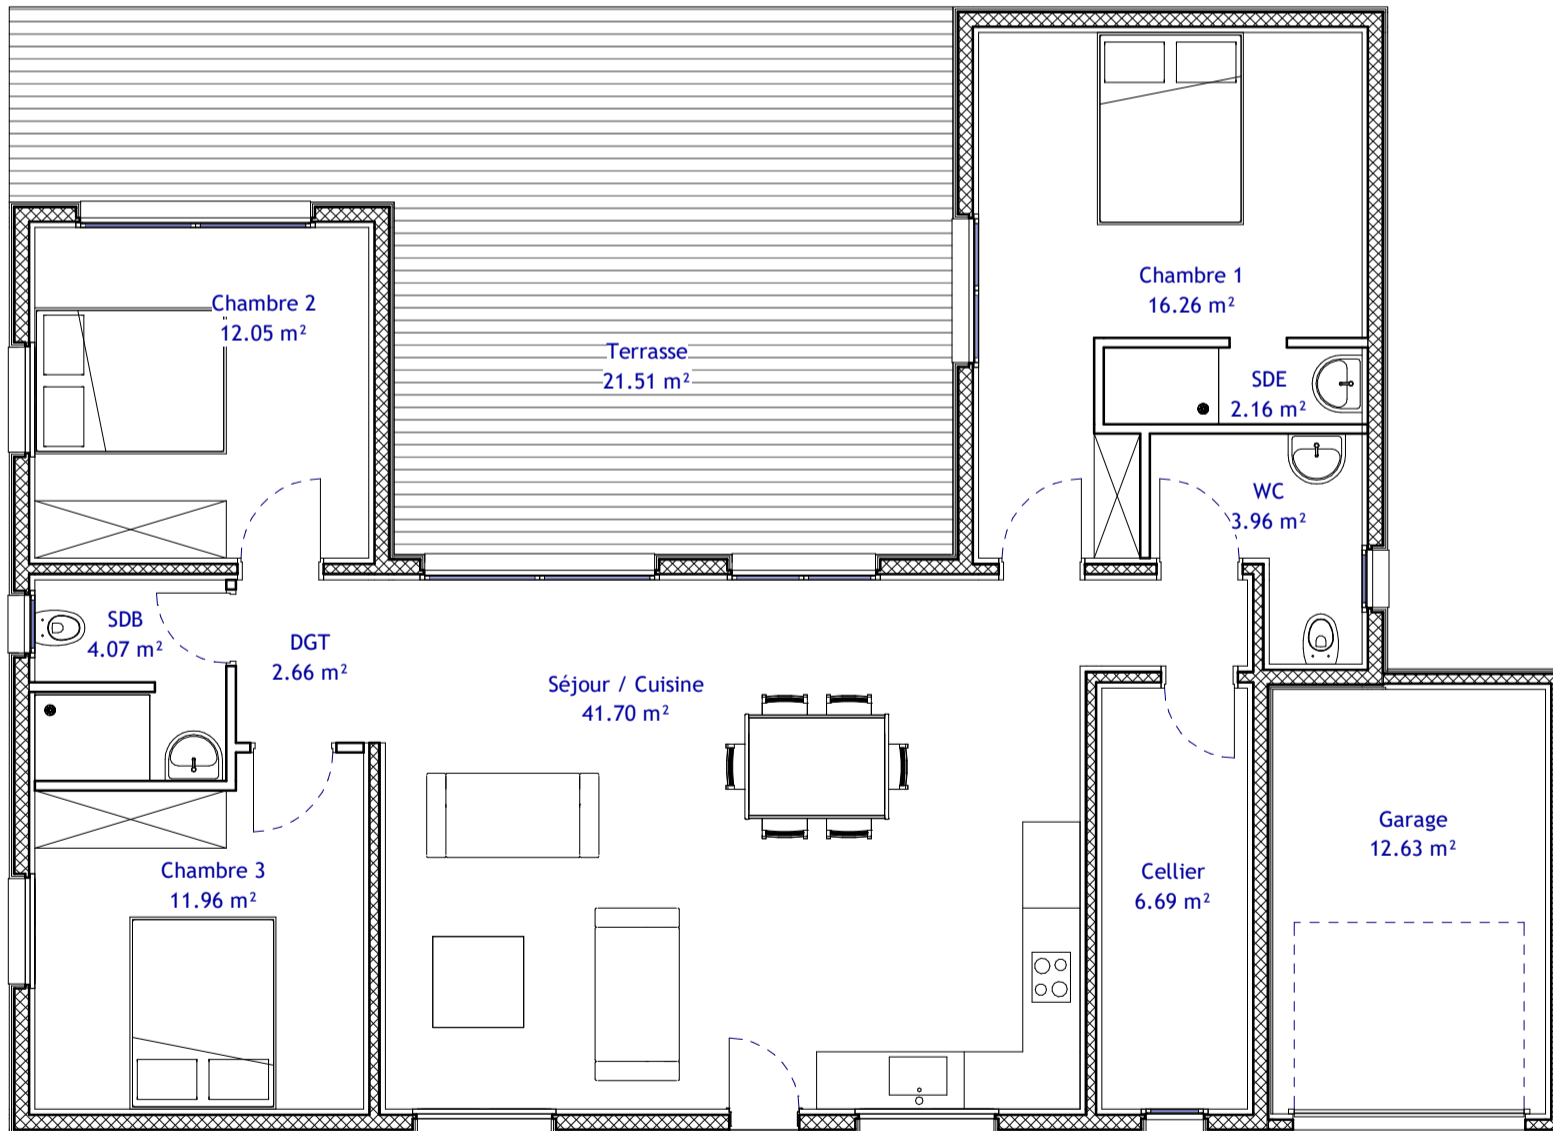 Chambre 1
16.26 m²
Chambre 2
12.05 m²
Terrasse
21.51 m²
SDE
2.16 m²
WC
3.96 m²
SDB
4.07 m²
DGT
2.66 m²
Séjour / Cuisine
41.70 m²
Garage
12.63 m²
Chambre 3
11.96 m²
Cellier
6.69 m²